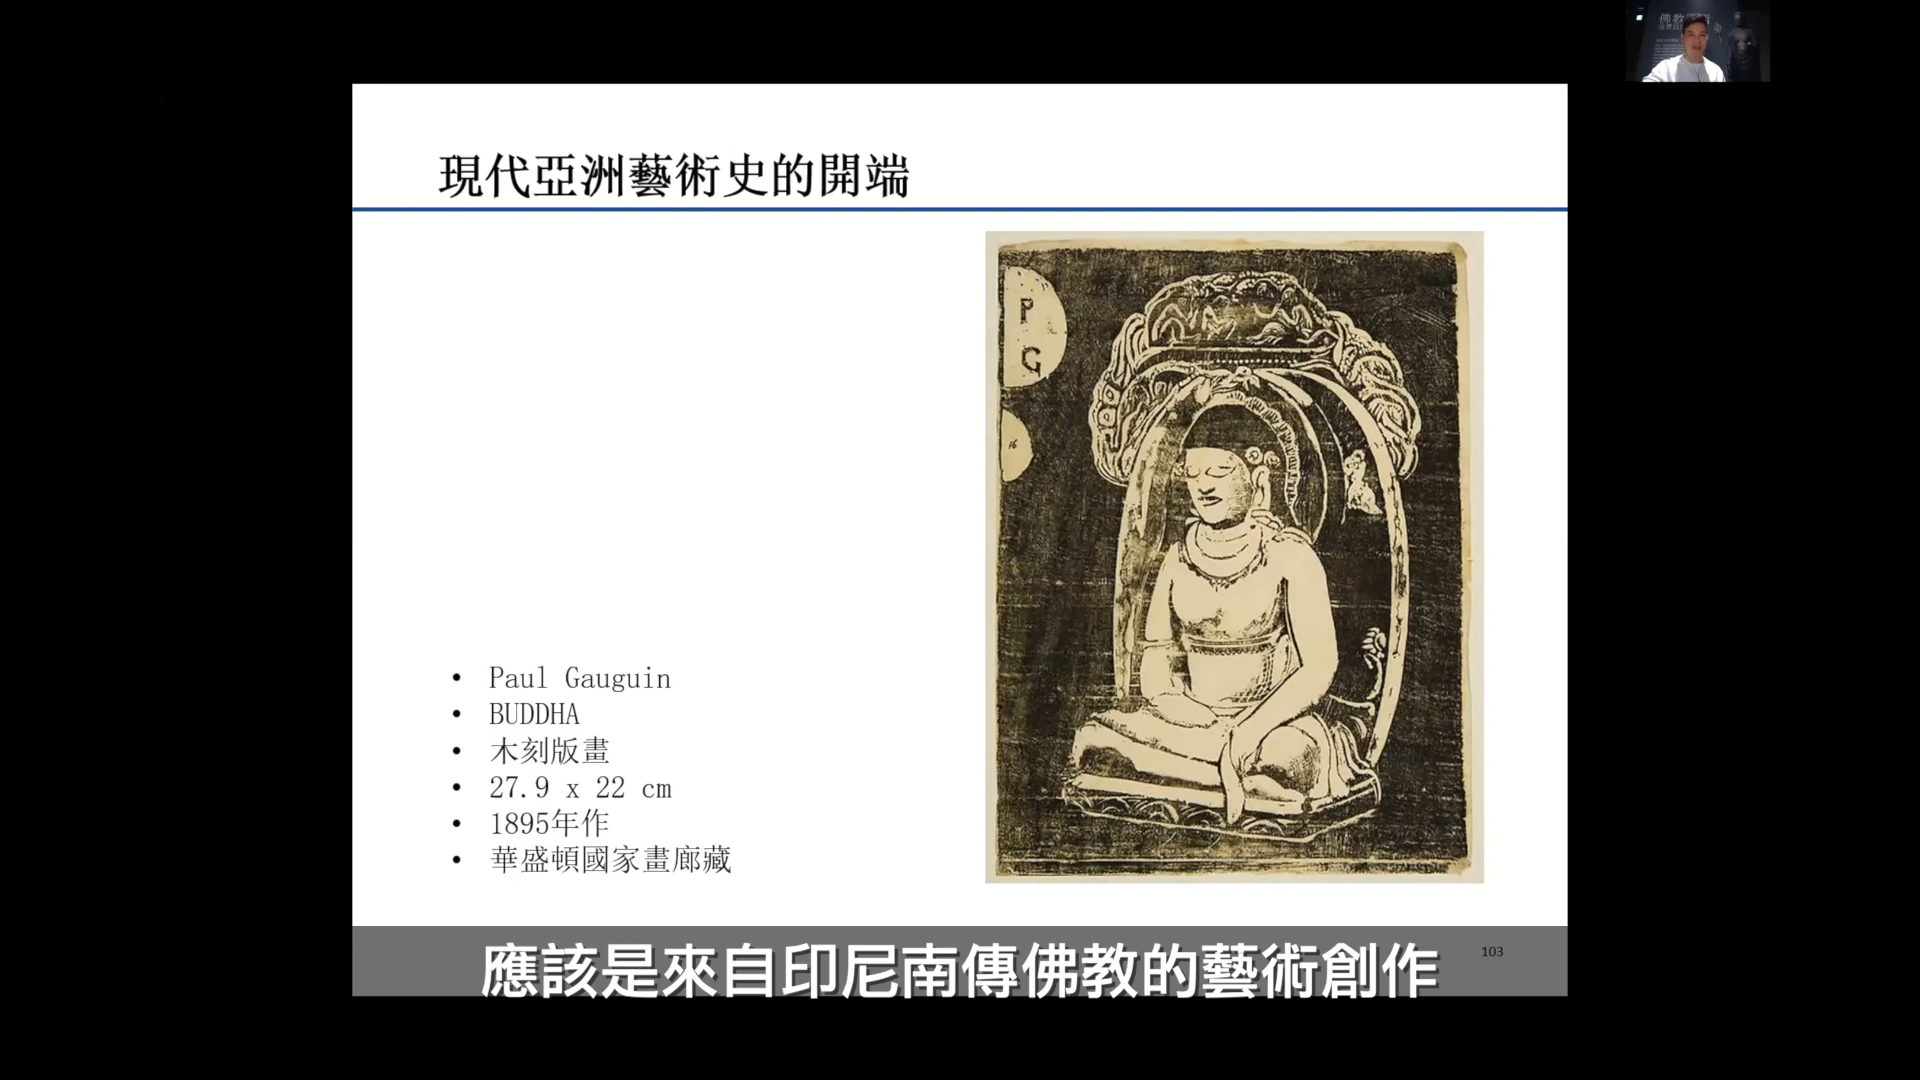 佛教
現代亞洲藝術史的開端
P
G
16
• Paul Gauguin
• BUDDHA
• 木刻版畫
• 27.9 x 22 cm
• 1895年作
• 華盛頓國家畫廊藏
103
應該是來自印尼南傳佛教的藝術創作